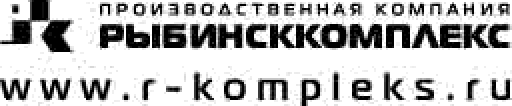 ПРОИЗВОДСТВЕННАЯ КОМПАНИЯ
РЫБИНСККОМПЛЕКС
www.r-kompleks.ru